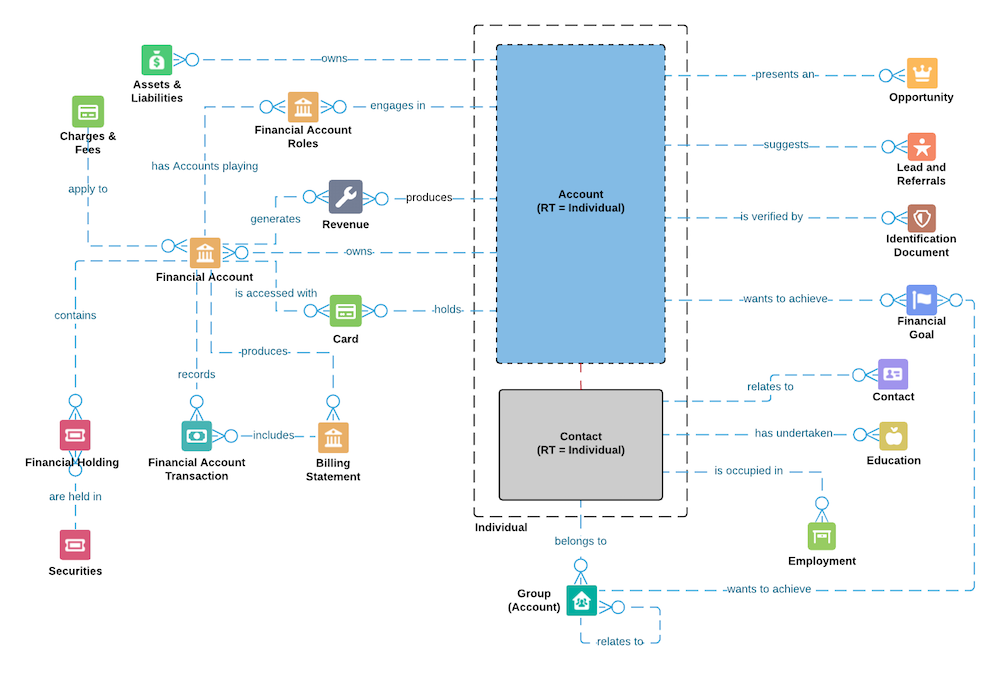 owns
Assets &
Liabilities
presents an
Opportunity
Charges &
Fees
engages in
Financial Account
Roles
suggests
Lead and
Referrals
has Accounts playing
apply to
Account
(RT = Individual)
produces
Revenue
generates
is verified by
Identification
Document
owns
Financial Account
is accessed with
wants to achieve
Financial
Goal
contains
holds
Card
produces
records
relates to
Contact
Contact
(RT = Individual)
has undertaken
Education
includes
Financial Holding
Financial Account
Transaction
Billing
Statement
is occupied in
are held in
Individual
belongs to
Employment
Securities
wants to achieve
Group
(Account)
relates to